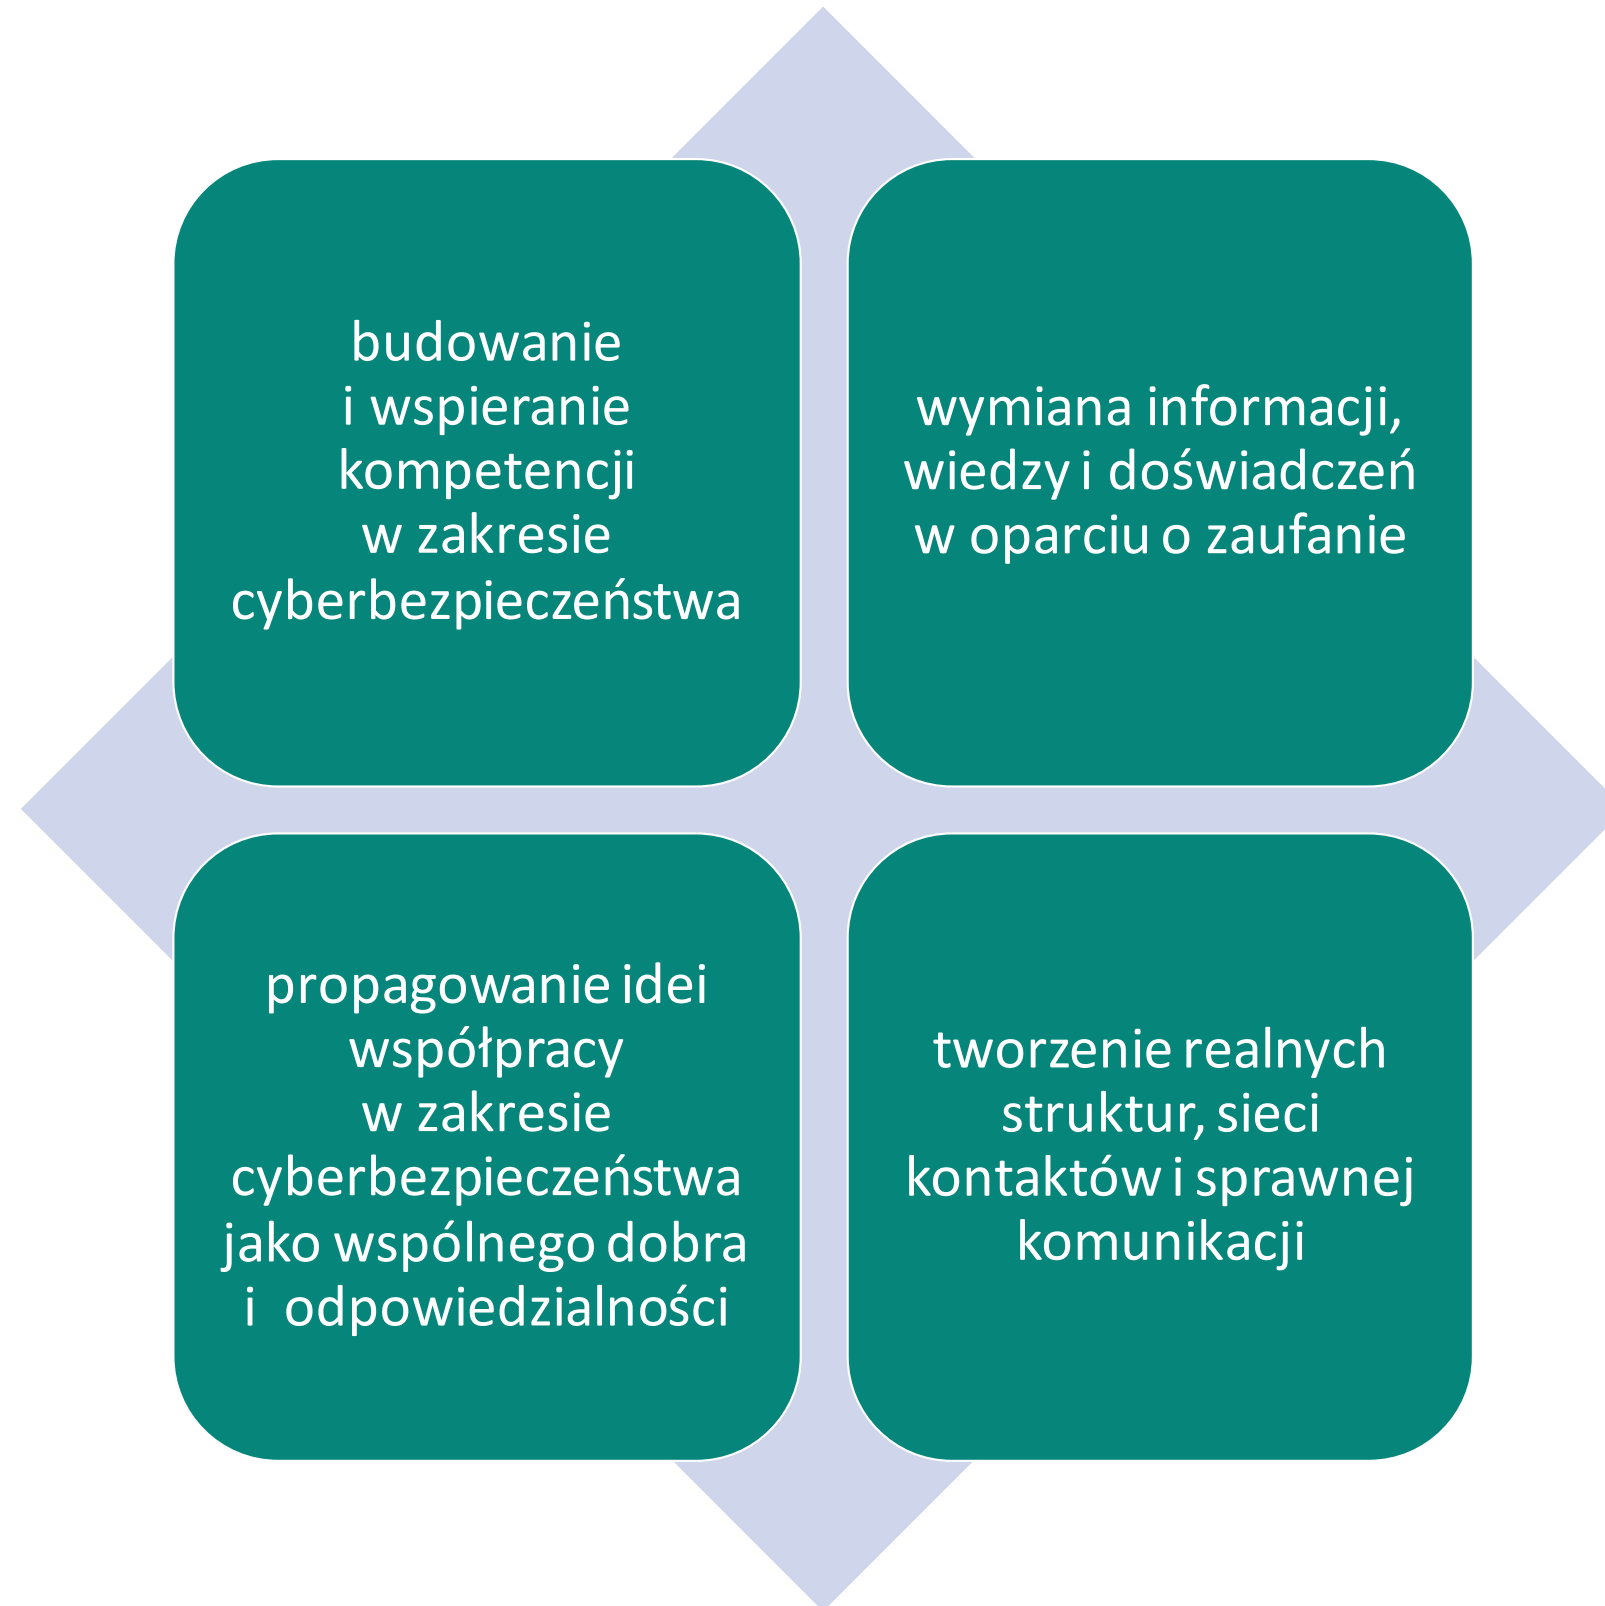 budowanie
i wspieranie
kompetencji
w zakresie
cyberbezpieczeństwa
wymiana informacji,
wiedzy i doświadczeń
w oparciu o zaufanie
propagowanie idei
współpracy
w zakresie
cyberbezpieczeństwa
jako wspólnego dobra
i odpowiedzialności
tworzenie realnych
struktur, sieci
kontaktów i sprawnej
komunikacji